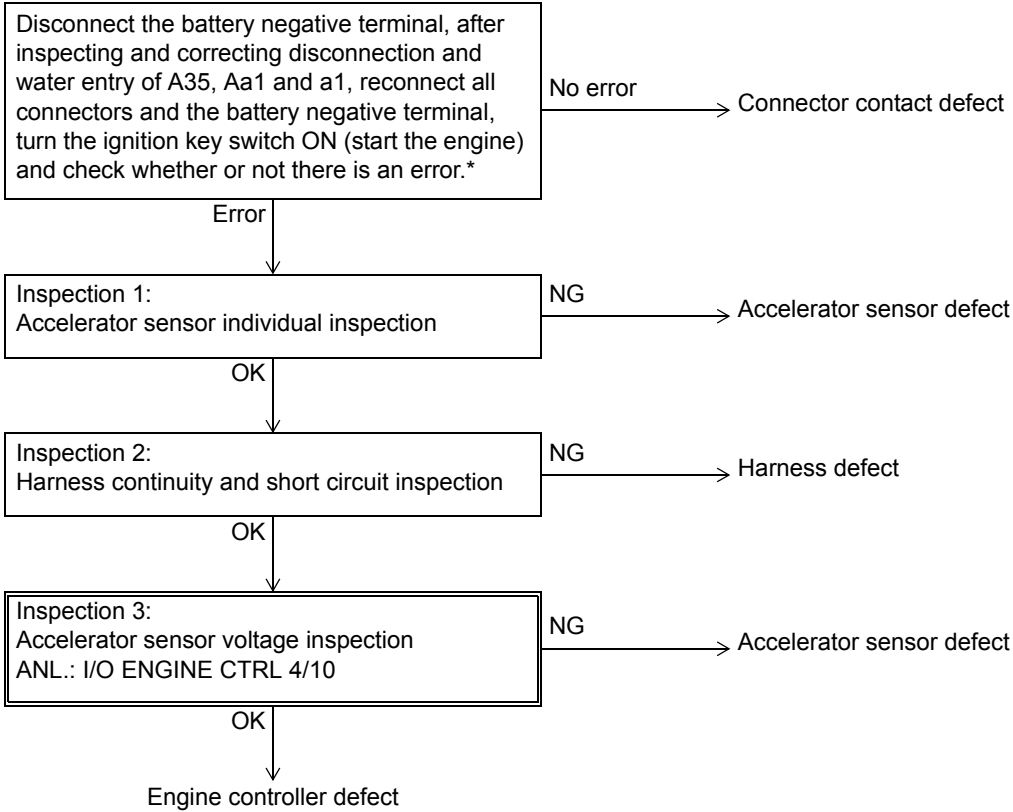 Disconnect the battery negative terminal, after
inspecting and correcting disconnection and
water entry of A35, Aa1 and a1, reconnect all
connectors and the battery negative terminal,
turn the ignition key switch ON (start the engine)
and check whether or not there is an error.*
No error
Connector contact defect
Error
Inspection 1:
Accelerator sensor individual inspection
NG
Accelerator sensor defect
OK
Inspection 2:
Harness continuity and short circuit inspection
NG
Harness defect
OK
Inspection 3:
Accelerator sensor voltage inspection
ANL.: I/O ENGINE CTRL 4/10
NG
Accelerator sensor defect
OK
Engine controller defect